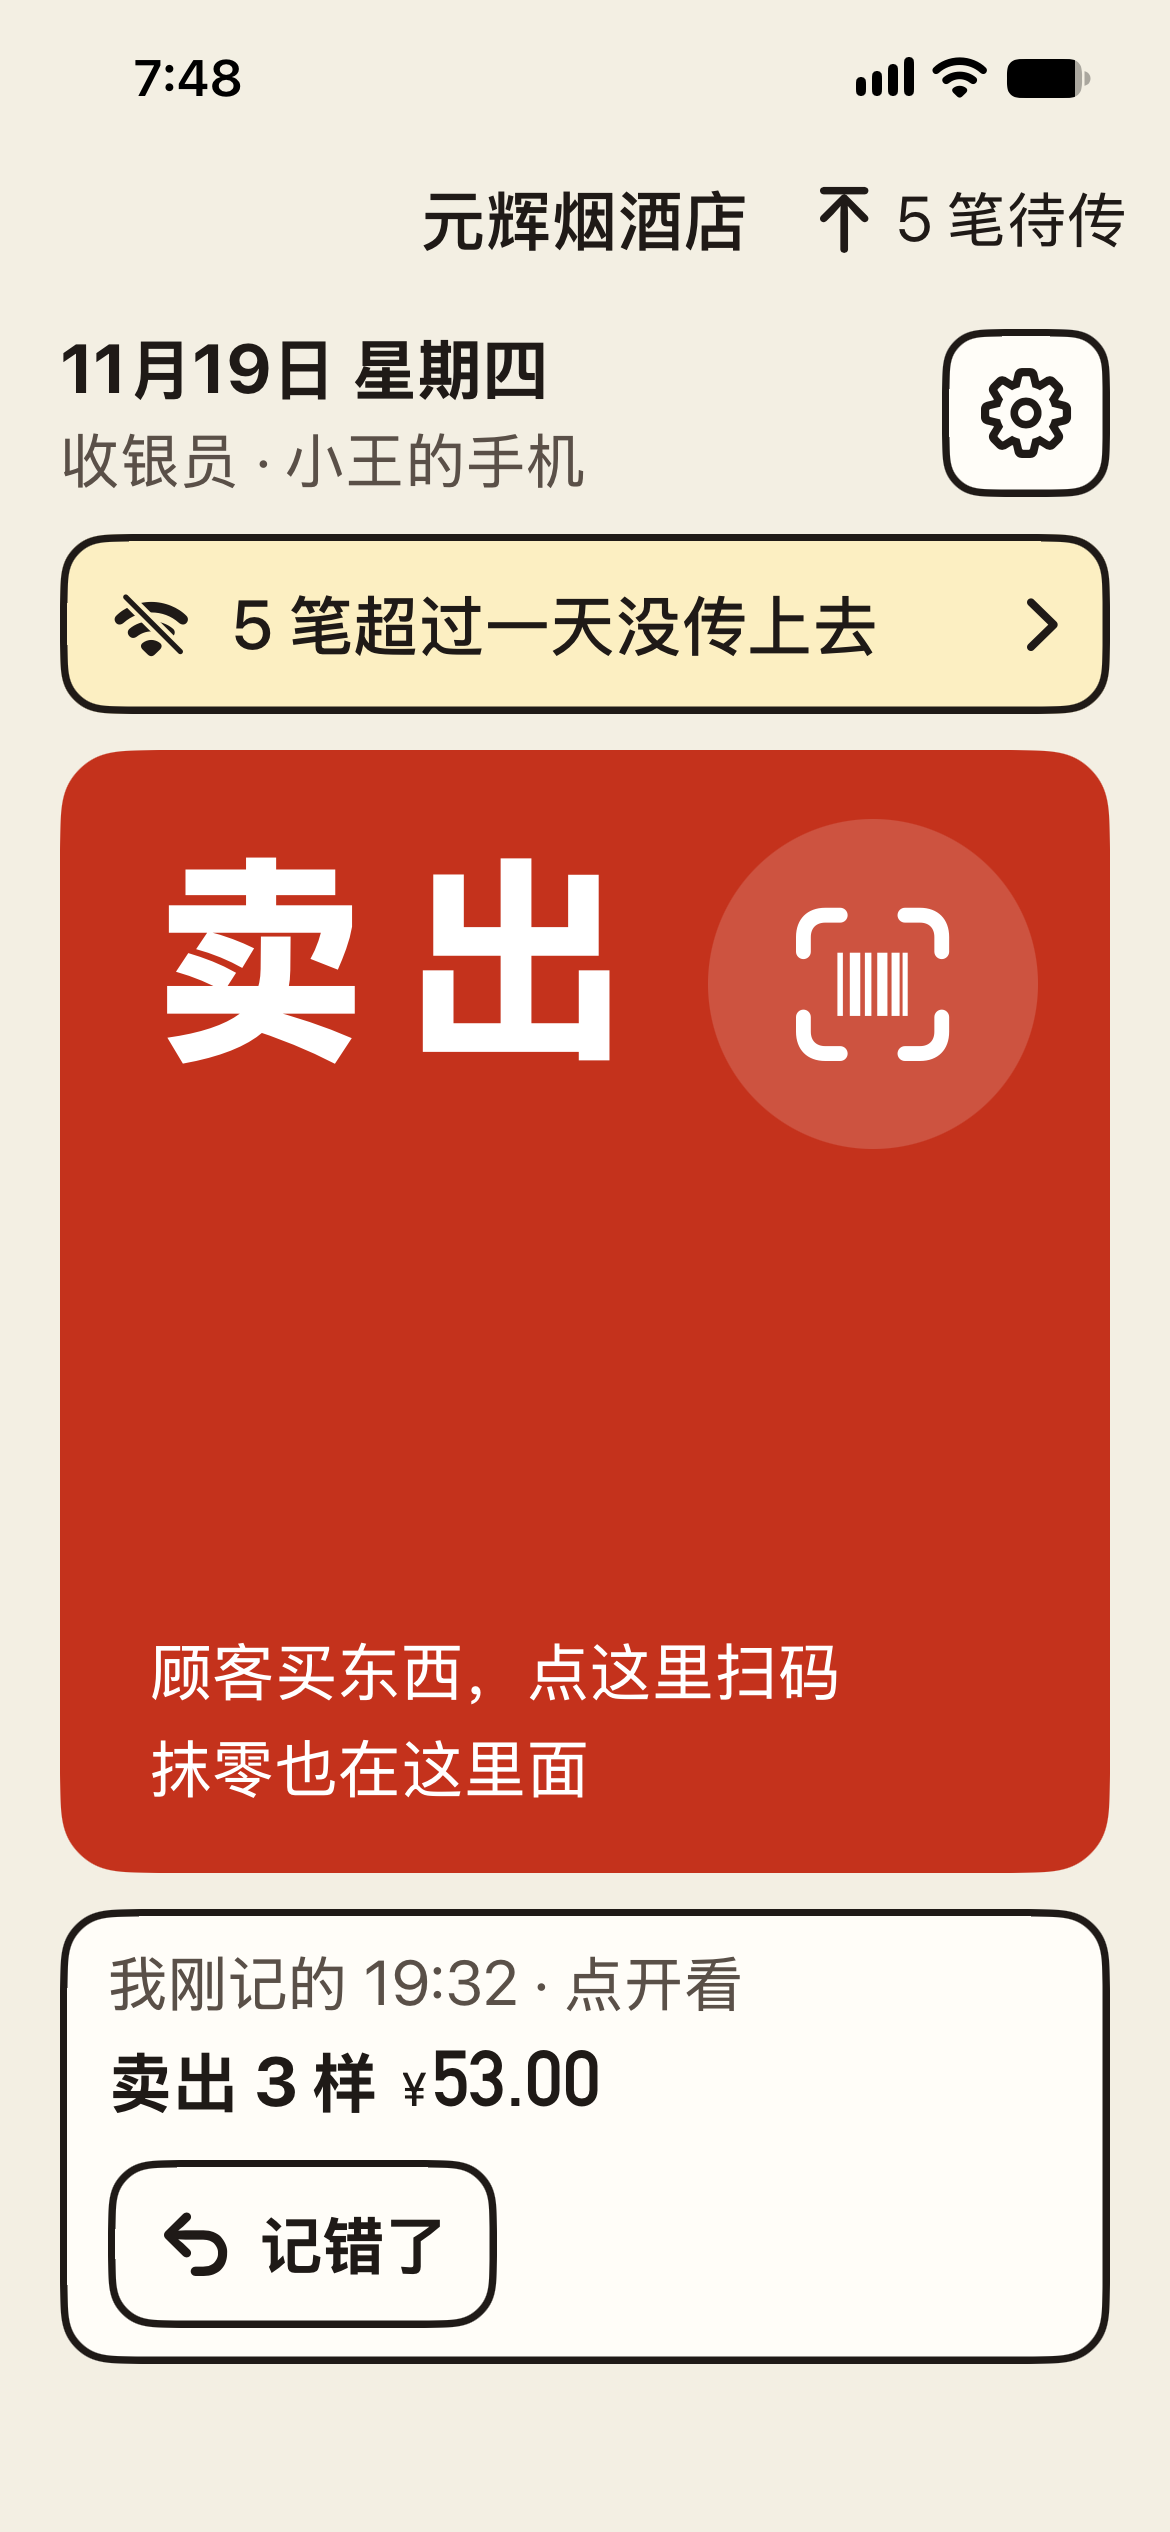 7:48
元辉烟酒店
5 笔待传
11月19日 星期四
收银员 · 小王的手机
5 笔超过一天没传上去
卖出
顾客买东西，点这里扫码
抹零也在这里面
我刚记的 19:32 · 点开看
卖出 3 样 ¥53.00
记错了